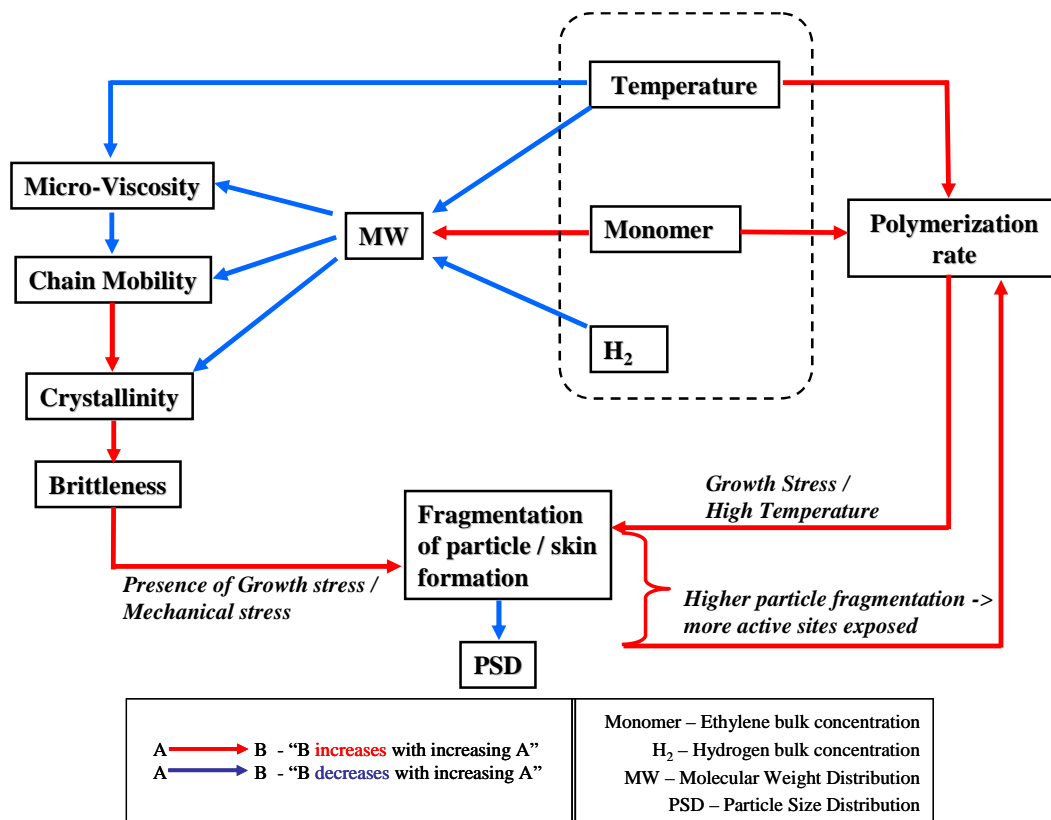 Temperature
Micro-Viscosity
MW
Monomer
Polymerization
rate
Chain Mobility
H2
Crystallinity
Brittleness
Growth Stress /
High Temperature
Fragmentation
of particle / skin
formation
Presence of Growth stress /
Mechanical stress
Higher particle fragmentation ->
more active sites exposed
PSD
A B - “B increases with increasing A”
A B - “B decreases with increasing A”
Monomer – Ethylene bulk concentration
H2 – Hydrogen bulk concentration
MW – Molecular Weight Distribution
PSD – Particle Size Distribution